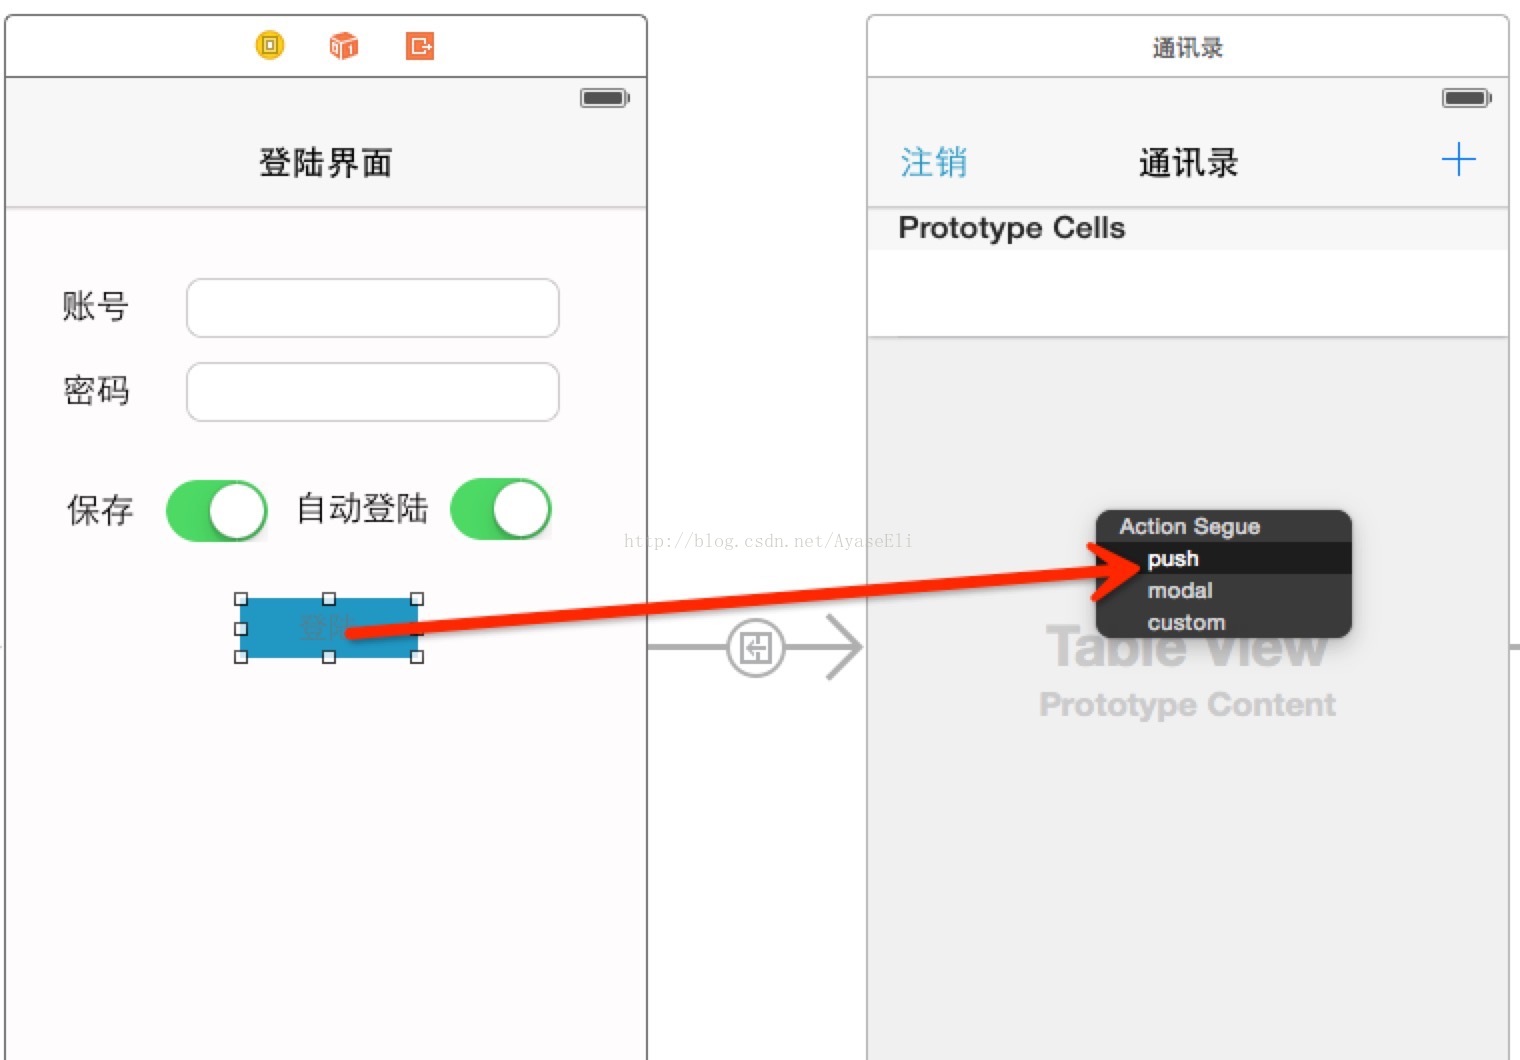 登陆界面
账号
密码
保存
自动登陆
登陆
通讯录
注销
通讯录
Prototype Cells
http://blog.csdn.net/AyaseEli
Action Segue
push
modal
custom
Table View
Prototype Content